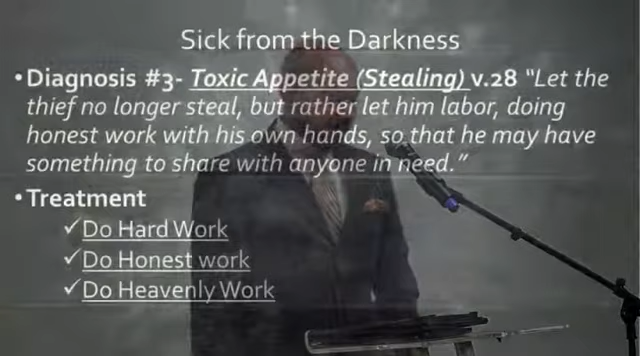 Sick from the Darkness
• Diagnosis #3- Toxic Appetite (Stealing) v.28 “Let the
thief no longer steal, but rather let him labor, doing
honest work with his own hands, so that he may have
something to share with anyone in need.”
• Treatment
✓ Do Hard Work
✓ Do Honest work
✓ Do Heavenly Work